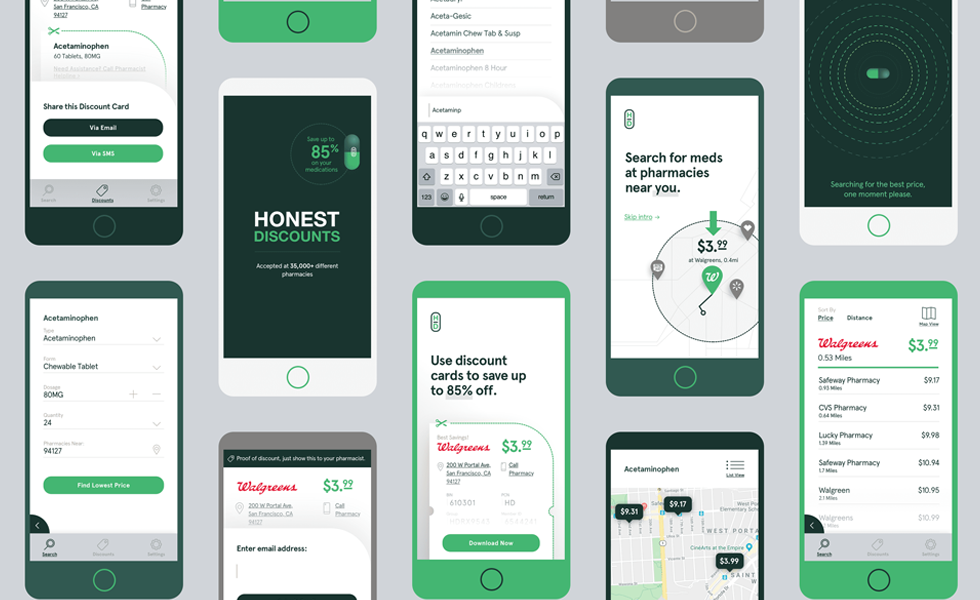 San Francisco, CA
94127
Pharmacy
Acetaminophen
60 Tablets, 80MG
Need Assistance? Call Pharmacist
Share this Discount Card
Via Email
Via SMS
Search
Discounts
Settings
Acetaminophen
Type
Acetaminophen
Form
Chewable Tablet
Dosage
80MG
Quantity
24
Pharmacies Near
94127
Find Lowest Price
Search
Discounts
Settings
Save up to
85%
on your
medications
HONEST
DISCOUNTS
Accepted at 35,000+ different
pharmacies
Proof of discount, just show this to your pharmacist.
Walgreens
$3.99
200 W Portal Ave,
San Francisco, CA
94127
Call
Pharmacy
Enter email address:
Aceta-Gesic
Acetamin Chew Tab & Susp
Acetaminophen
Acetaminophen 8 Hour
Acetaminophen Childrens
Acetaminop
q w e r t y u i o p
a s d f g h j k l
z x c v b n m
123
space
return
Use discount
cards to save up
to 85% off.
Best Savings!
Walgreens
$3.99
200 W Portal Ave,
San Francisco, CA
94127
Call
Pharmacy
BIN
610301
PCN
HD
Download Now
Search for meds
at pharmacies
near you.
Skip intro →
$3.99
at Walgreens, 0.4mi
Acetaminophen
List View
$9.31
$9.17
WEST PORTA
CinéArts at the Empire
$3.99
SAINT
Searching for the best price,
one moment please.
Sort By
Price
Distance
Map View
Walgreens
0.53 Miles
$3.99
Safeway Pharmacy
0.93 Miles
$9.17
CVS Pharmacy
0.64 Miles
$9.31
Lucky Pharmacy
1.39 Miles
$9.98
Safeway Pharmacy
1.7 Miles
$10.94
Walgreen
2.1 Miles
$10.95
Walgreens
Miles
$10.99
Search
Discounts
Settings